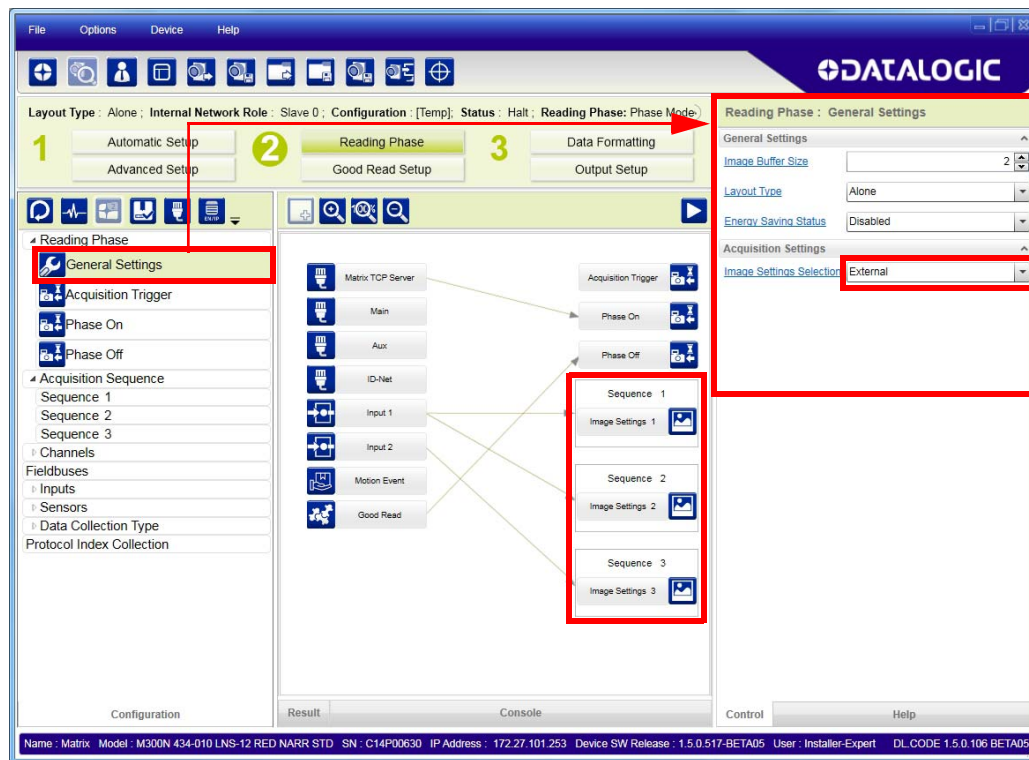 File Options Device Help
DATALOGIC
Layout Type : Alone ; Internal Network Role : Slave 0 ; Configuration : [Temp]; Status : Halt ; Reading Phase: Phase Mode
1 Automatic Setup 2 Reading Phase 3 Data Formatting
Advanced Setup Good Read Setup Output Setup
EN/IP
100%
Reading Phase
General Settings
Acquisition Trigger
Phase On
Phase Off
Acquisition Sequence
Sequence 1
Sequence 2
Sequence 3
Channels
Fieldbuses
Inputs
Sensors
Data Collection Type
Protocol Index Collection
Configuration
Matrix TCP Server
Main
Aux
ID-Net
Input 1
Input 2
Motion Event
Good Read
Acquisition Trigger
Phase On
Phase Off
Sequence 1
Image Settings 1
Sequence 2
Image Settings 2
Sequence 3
Image Settings 3
Result Console
Reading Phase : General Settings
General Settings
Image Buffer Size 2
Layout Type Alone
Energy Saving Status Disabled
Acquisition Settings
Image Settings Selection External
Control Help
Name : Matrix Model : M300N 434-010 LNS-12 RED NARR STD SN : C14P00630 IP Address : 172.27.101.253 Device SW Release : 1.5.0.517-BETA05 User : Installer-Expert DL.CODE 1.5.0.106 BETA05